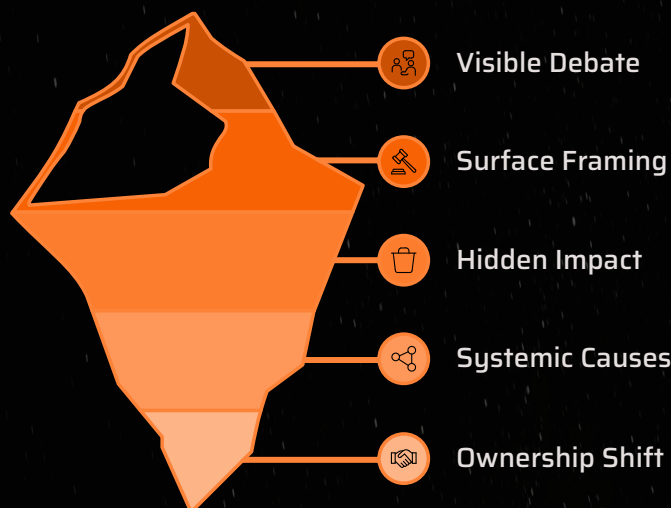 Visible Debate
Surface Framing
Hidden Impact
Systemic Causes
Ownership Shift